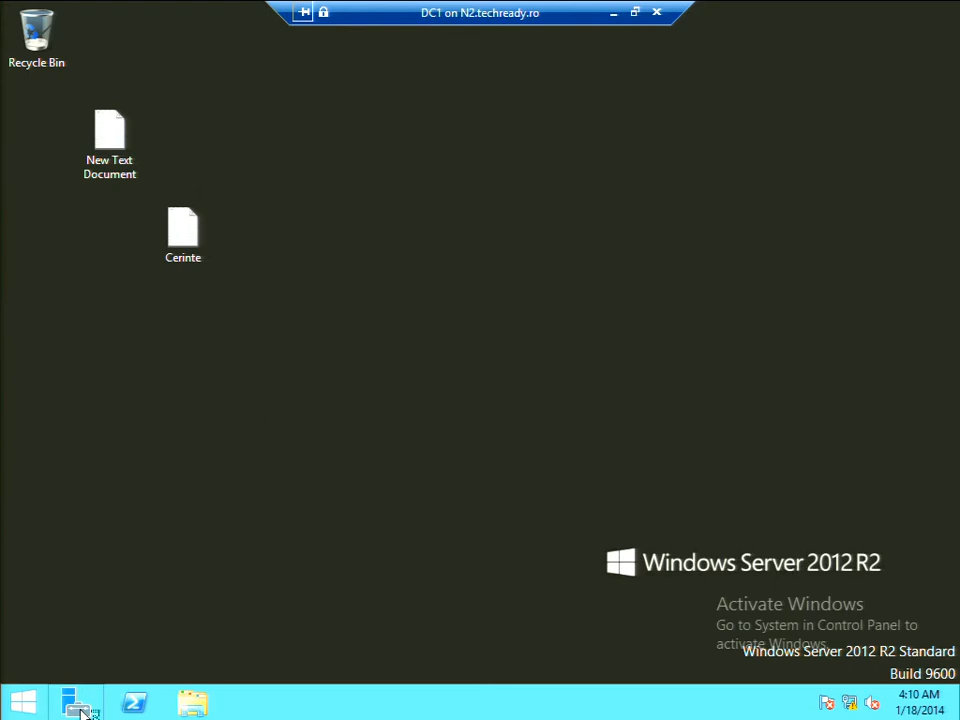 DC1 on N2.techready.ro
Recycle Bin
New Text
Document
Cerinte
Windows Server 2012 R2
Activate Windows
Go to System in Control Panel to
activate Windows.
Windows Server 2012 R2 Standard
Build 9600
4:10 AM
1/18/2014